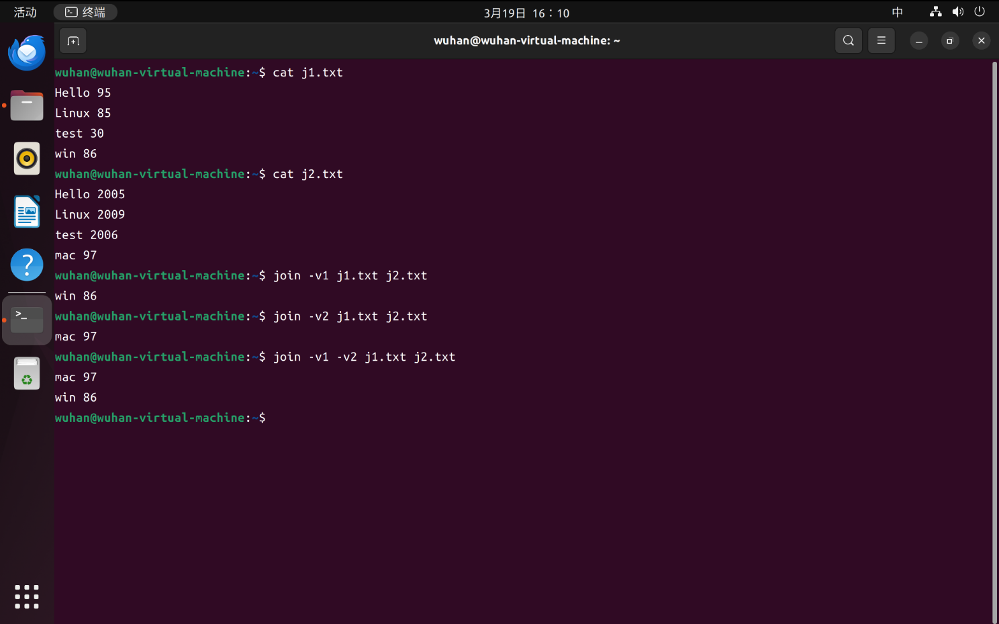 活动 终端 3月19日 16：10 中
wuhan@wuhan-virtual-machine: ~
wuhan@wuhan-virtual-machine:~$ cat j1.txt
Hello 95
Linux 85
test 30
win 86
wuhan@wuhan-virtual-machine:~$ cat j2.txt
Hello 2005
Linux 2009
test 2006
mac 97
wuhan@wuhan-virtual-machine:~$ join -v1 j1.txt j2.txt
win 86
wuhan@wuhan-virtual-machine:~$ join -v2 j1.txt j2.txt
mac 97
wuhan@wuhan-virtual-machine:~$ join -v1 -v2 j1.txt j2.txt
mac 97
win 86
wuhan@wuhan-virtual-machine:~$